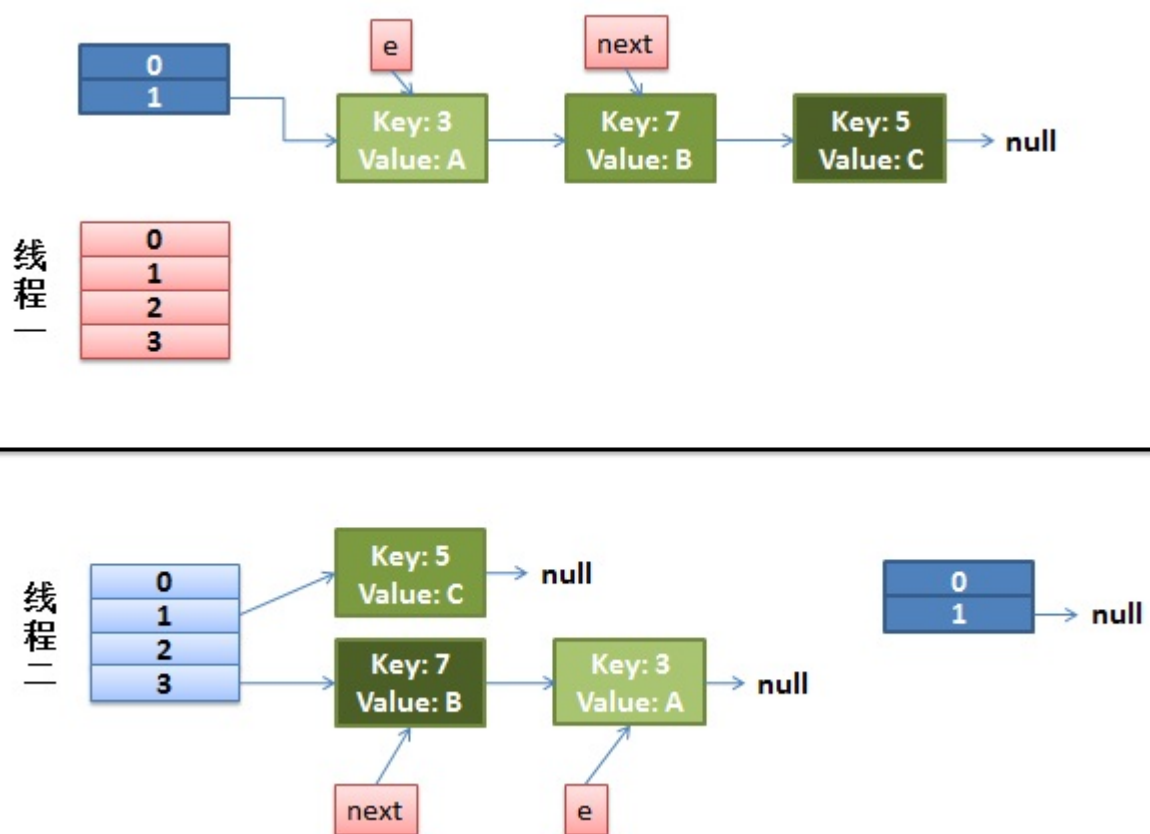 e
next
0
1
Key: 3
Value: A
Key: 7
Value: B
Key: 5
Value: C
null
线程一
0
1
2
3
线程二
0
1
2
3
Key: 5
Value: C
null
Key: 7
Value: B
Key: 3
Value: A
null
0
1
null
next
e